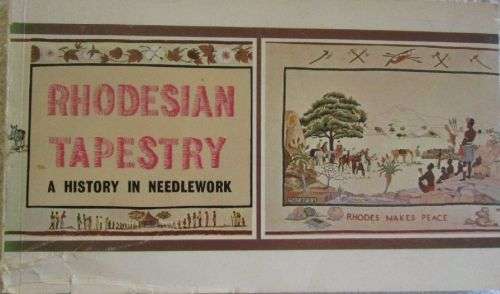 RHODESIAN
TAPESTRY
A HISTORY IN NEEDLEWORK
RHODES MAKES PEACE